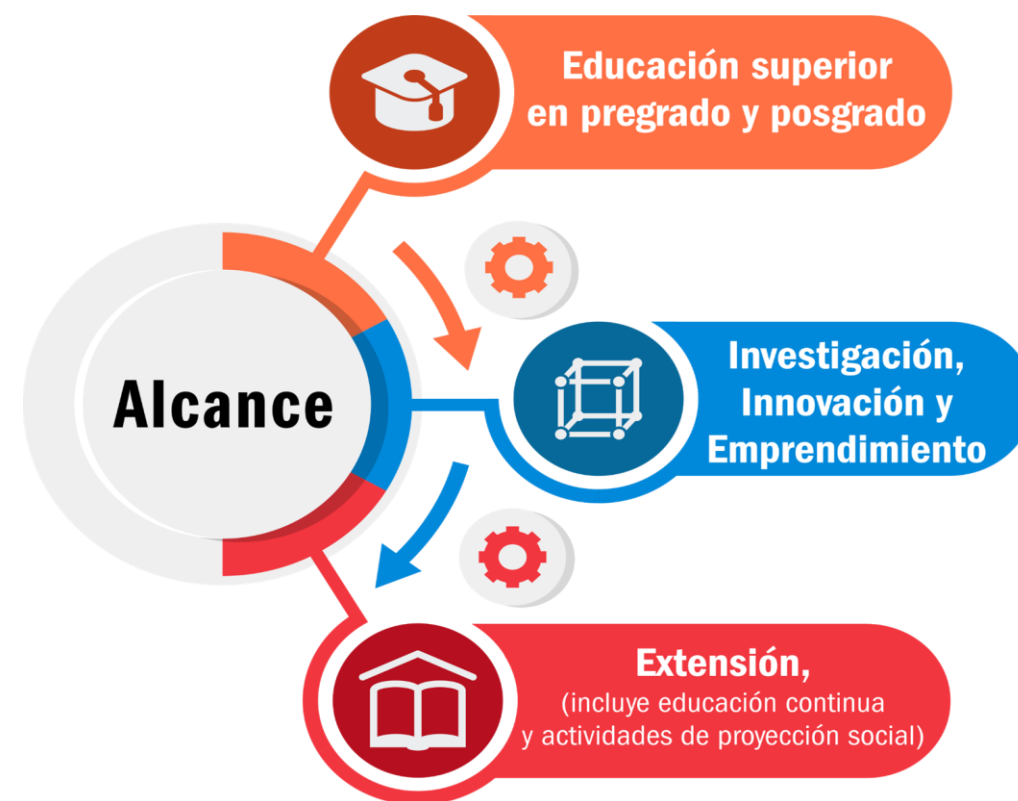 Educación superior
en pregrado y posgrado
Alcance
Investigación,
Innovación y
Emprendimiento
Extensión,
(incluye educación continua
y actividades de proyección social)